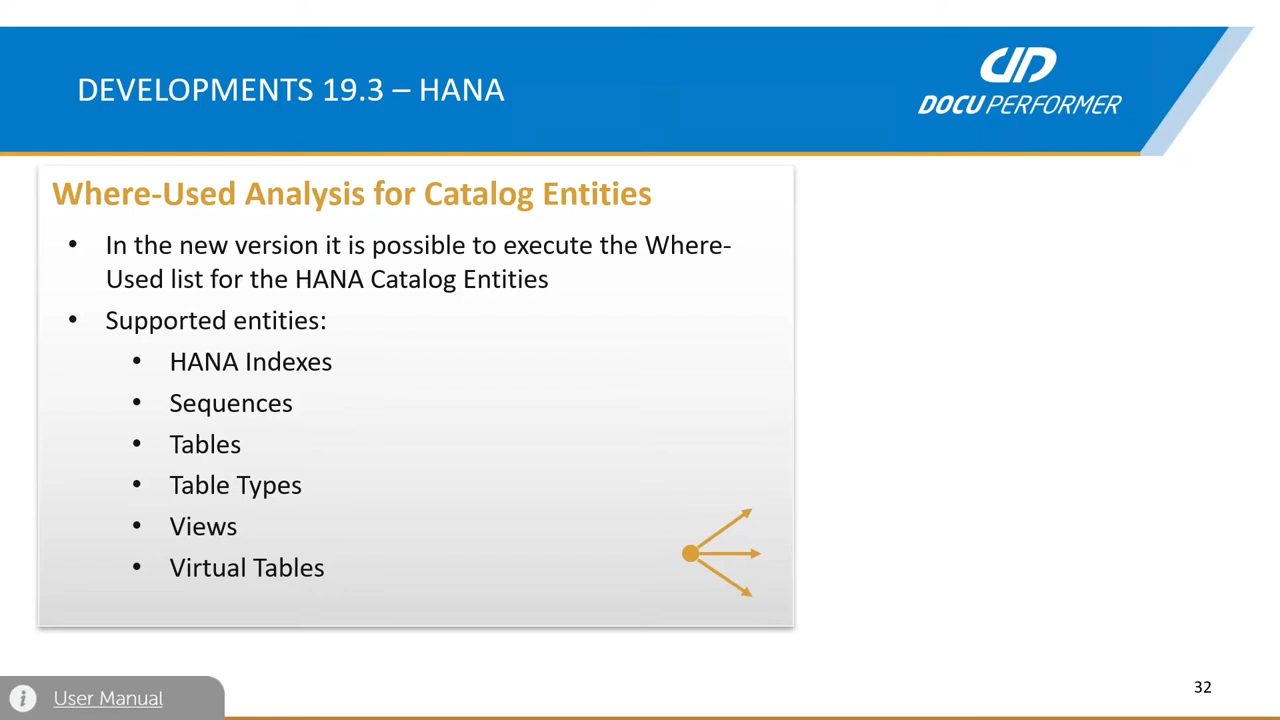 DEVELOPMENTS 19.3 – HANA
DOCU PERFORMER
Where-Used Analysis for Catalog Entities
• In the new version it is possible to execute the Where-
Used list for the HANA Catalog Entities
• Supported entities:
• HANA Indexes
• Sequences
• Tables
• Table Types
• Views
• Virtual Tables
i User Manual
32